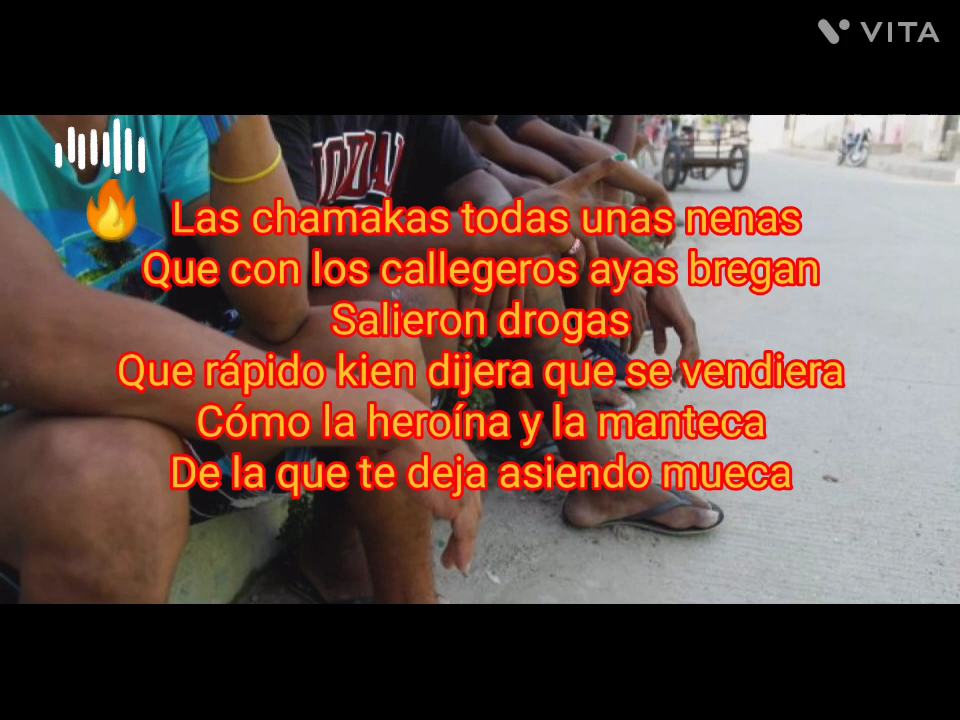 VITA
Las chamakas todas unas nenas
Que con los callegeros ayas bregan
Salieron drogas
Que rápido kien dijera que se vendiera
Cómo la heroína y la manteca
De la que te deja asiendo mueca